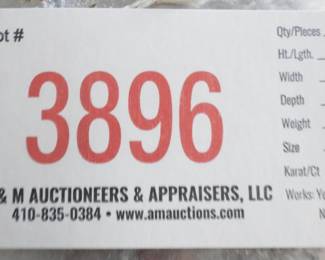 ot #
3896
& M AUCTIONEERS & APPRAISERS, LLC
410-835-0384 • www.amauctions.com
Qty/Pieces
Ht./Lgth.
Width
Depth
Weight
Size
Karat/Ct
Works: Ye
N